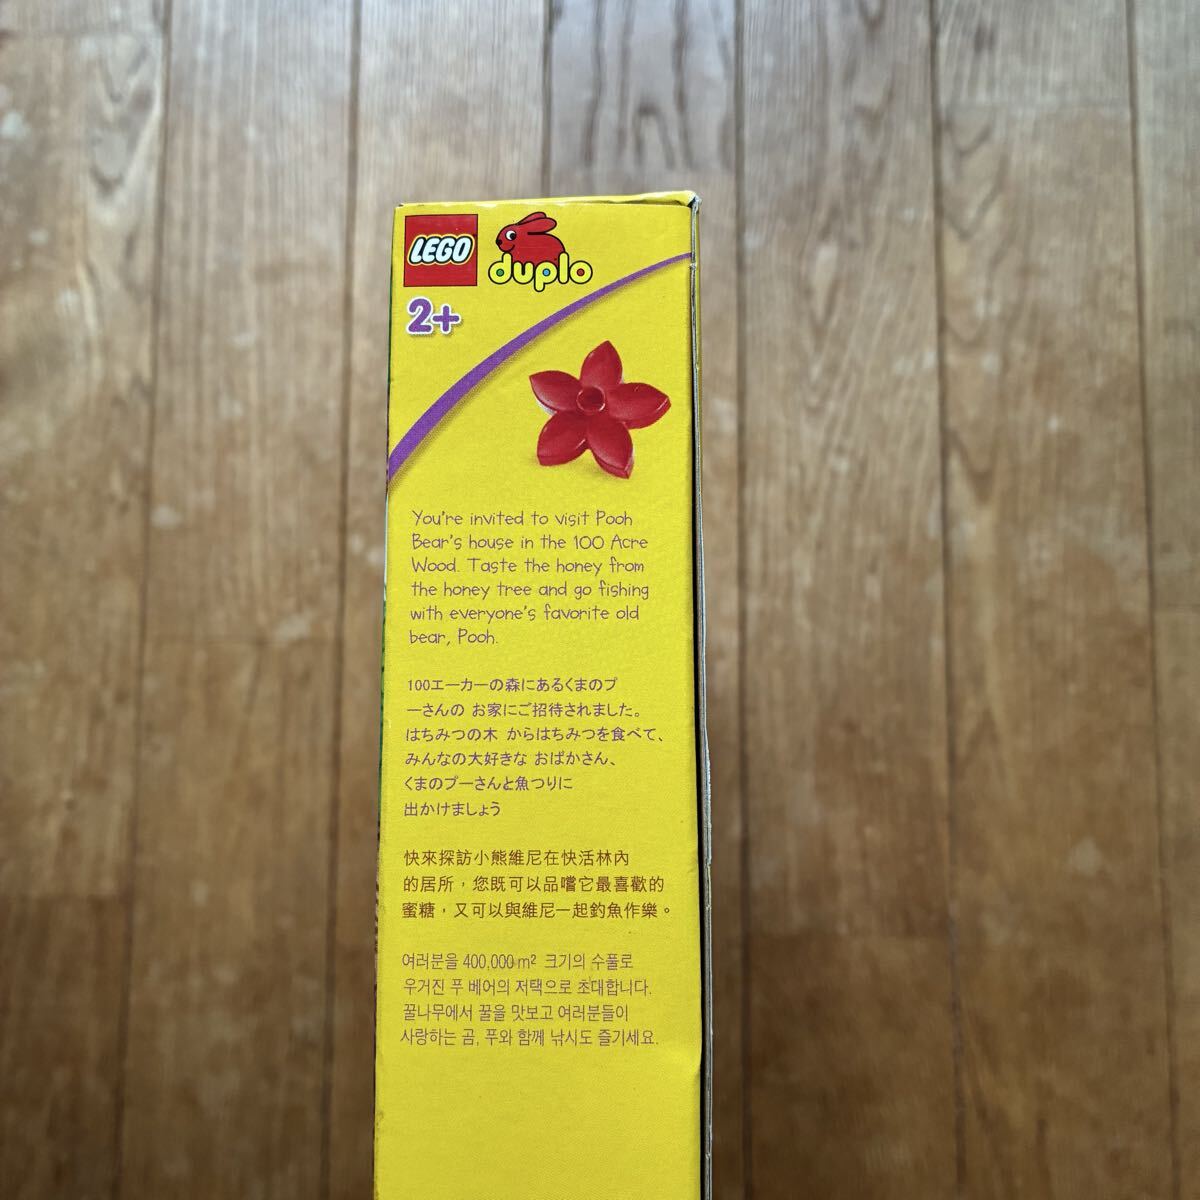 LEGO duplo
2+
You're invited to visit Pooh
Bear's house in the 100 Acre
Wood. Taste the honey from
the honey tree and go fishing
with everyone's favorite old
bear, Pooh.
100エーカーの森にあるくまのプ
ーさんの お家にご招待されました。
はちみつの木 からはちみつを食べて、
みんなの大好きな おばかさん、
くまのプーさんと魚つりに
出かけましょう
快來探訪小熊維尼在快活林內
的居所，您既可以品嚐它最喜歡的
蜜糖，又可以與維尼一起釣魚作樂。
여러분을 400,000 m² 크기의 수풀로
우거진 푸 베어의 저택으로 초대합니다.
꿀나무에서 꿀을 맛보고 여러분들이
사랑하는 곰, 푸와 함께 낚시도 즐기세요.